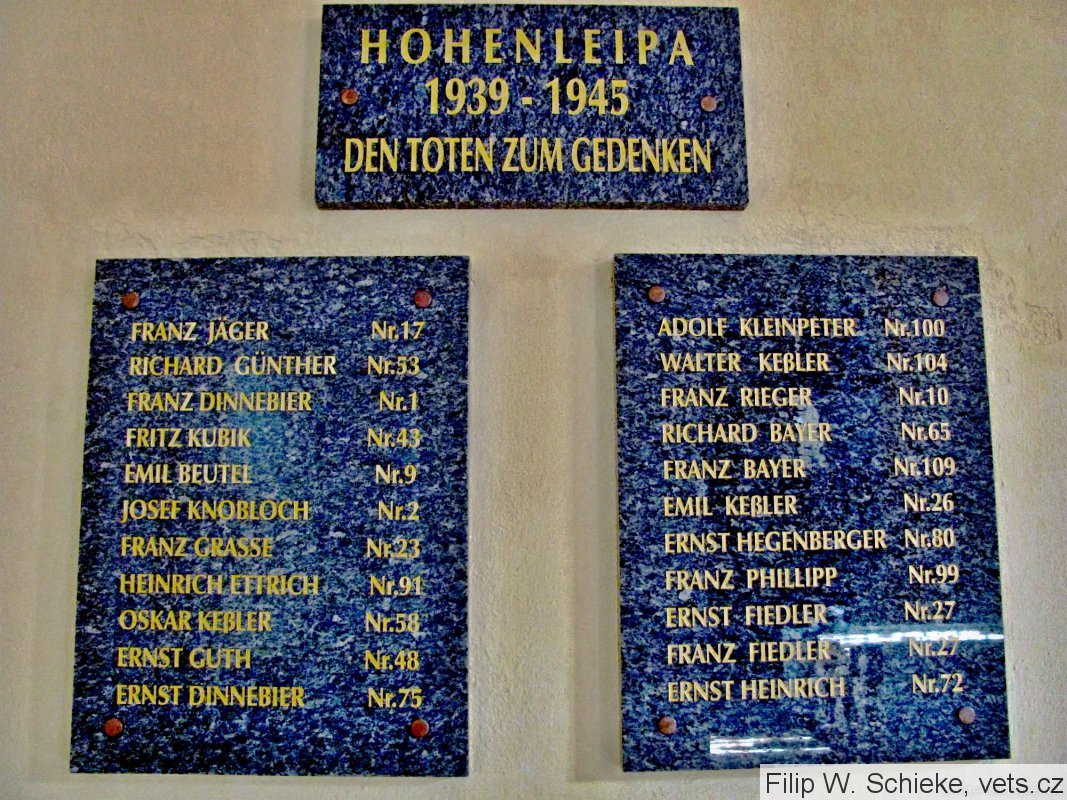 HOHENLEIPA
1939 - 1945
DEN TOTEN ZUM GEDENKEN
FRANZ JÄGER Nr.17
RICHARD GÜNTHER Nr.53
FRANZ DINNEBIER Nr.1
FRITZ KUBIK Nr.43
EMIL BEUTEL Nr.9
JOSEF KNOBLOCH Nr.2
FRANZ GRASSE Nr.23
HEINRICH ETTRICH Nr.91
OSKAR KEßLER Nr.58
ERNST GUTH Nr.48
ERNST DINNEBIER Nr.75
ADOLF KLEINPETER Nr.100
WALTER KEßLER Nr.104
FRANZ RIEGER Nr.10
RICHARD BAYER Nr.65
FRANZ BAYER Nr.109
EMIL KEßLER Nr.26
ERNST HEGENBERGER Nr.80
FRANZ PHILLIPP Nr.99
ERNST FIEDLER Nr.27
FRANZ FIEDLER Nr.27
ERNST HEINRICH Nr.72
Filip W. Schieke, vets.cz